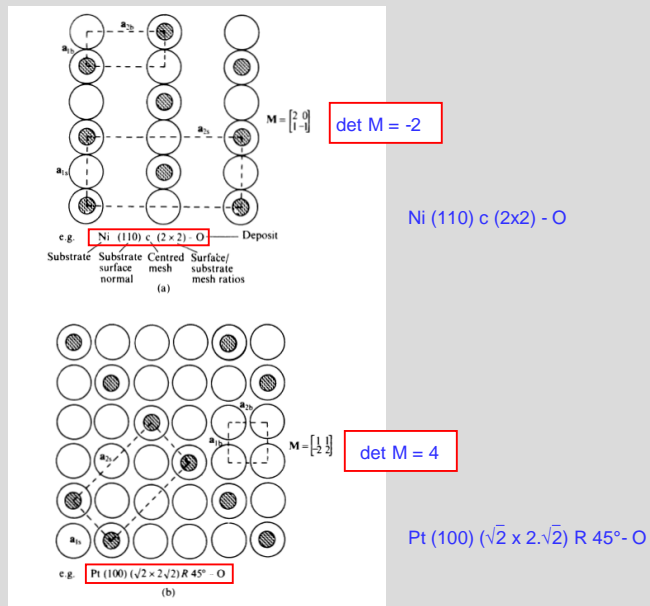 a2b
a1b
M = [2 0
1 -1]
det M = -2
a2s
a1s
Ni (110) c (2x2) - O
e.g. Ni (110) c (2 × 2) - O Deposit
Substrate Substrate Centred Surface/
surface mesh substrate
normal mesh ratios
(a)
a2b
a1b
M = [1 1
-2 2]
det M = 4
a2s
a1s
Pt (100) (√2 x 2.√2) R 45°- O
e.g. Pt (100) (√2 × 2√2) R 45° - O
(b)